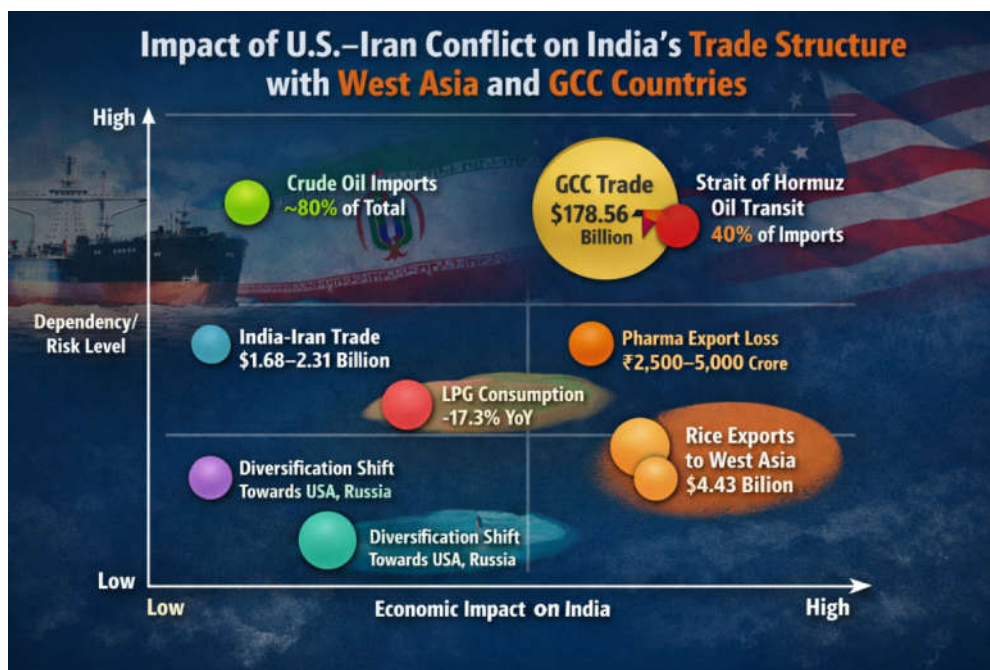 Impact of U.S.–Iran Conflict on India's Trade Structure
with West Asia and GCC Countries
High
Crude Oil Imports
~80% of Total
GCC Trade
$178.56
Billion
Strait of Hormuz
Oil Transit
40% of Imports
Dependency/
Risk Level
India-Iran Trade
$1.68–2.31 Billion
Pharma Export Loss
₹2,500–5,000 Crore
LPG Consumption
-17.3% YoY
Rice Exports
to West Asia
$4.43 Bilion
Diversification Shift
Towards USA, Russia
Diversification Shift
Towards USA, Russia
Low
Low
Economic Impact on India
High